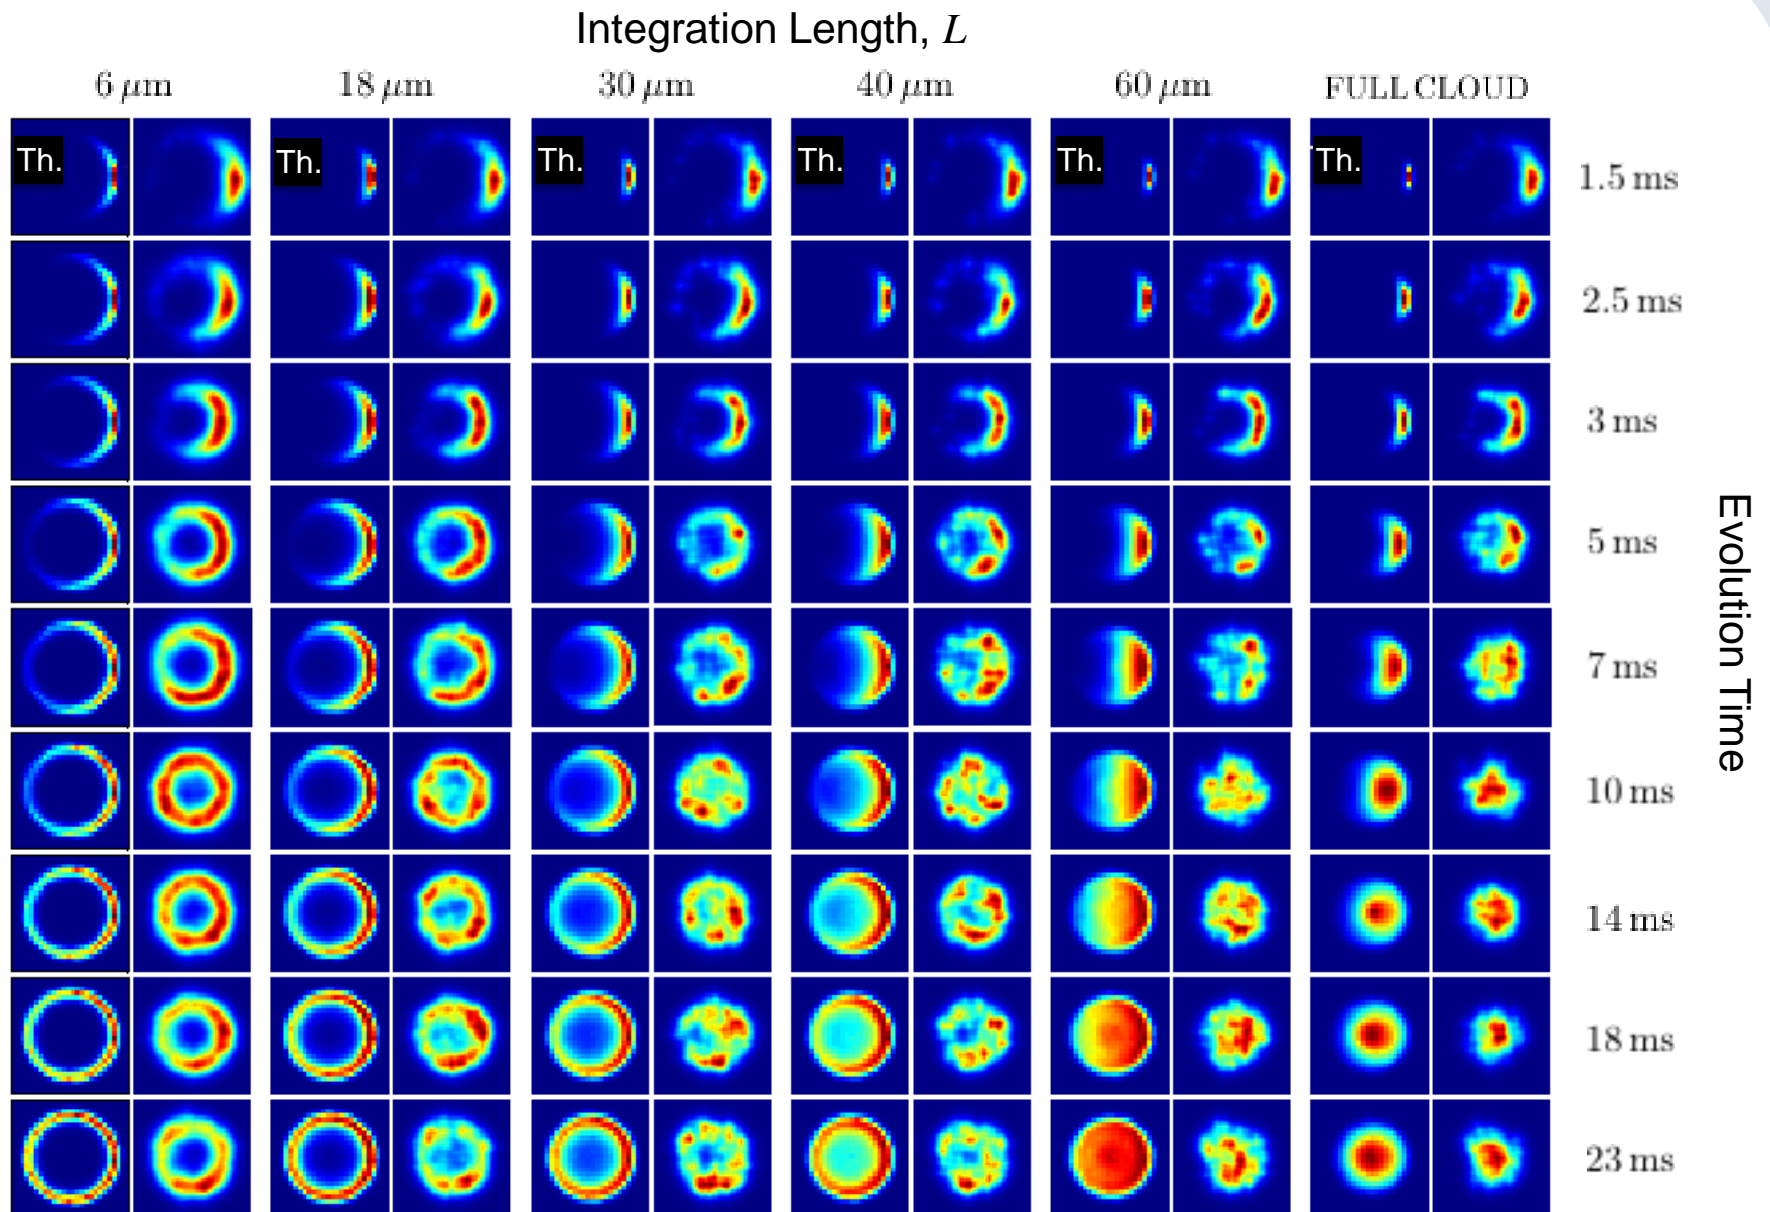 Integration Length, L
6 μm 18 μm 30 μm 40 μm 60 μm FULL CLOUD
Th. Th. Th. Th. Th. Th. 1.5 ms
2.5 ms
3 ms
5 ms
7 ms
10 ms
14 ms
18 ms
23 ms
Evolution Time